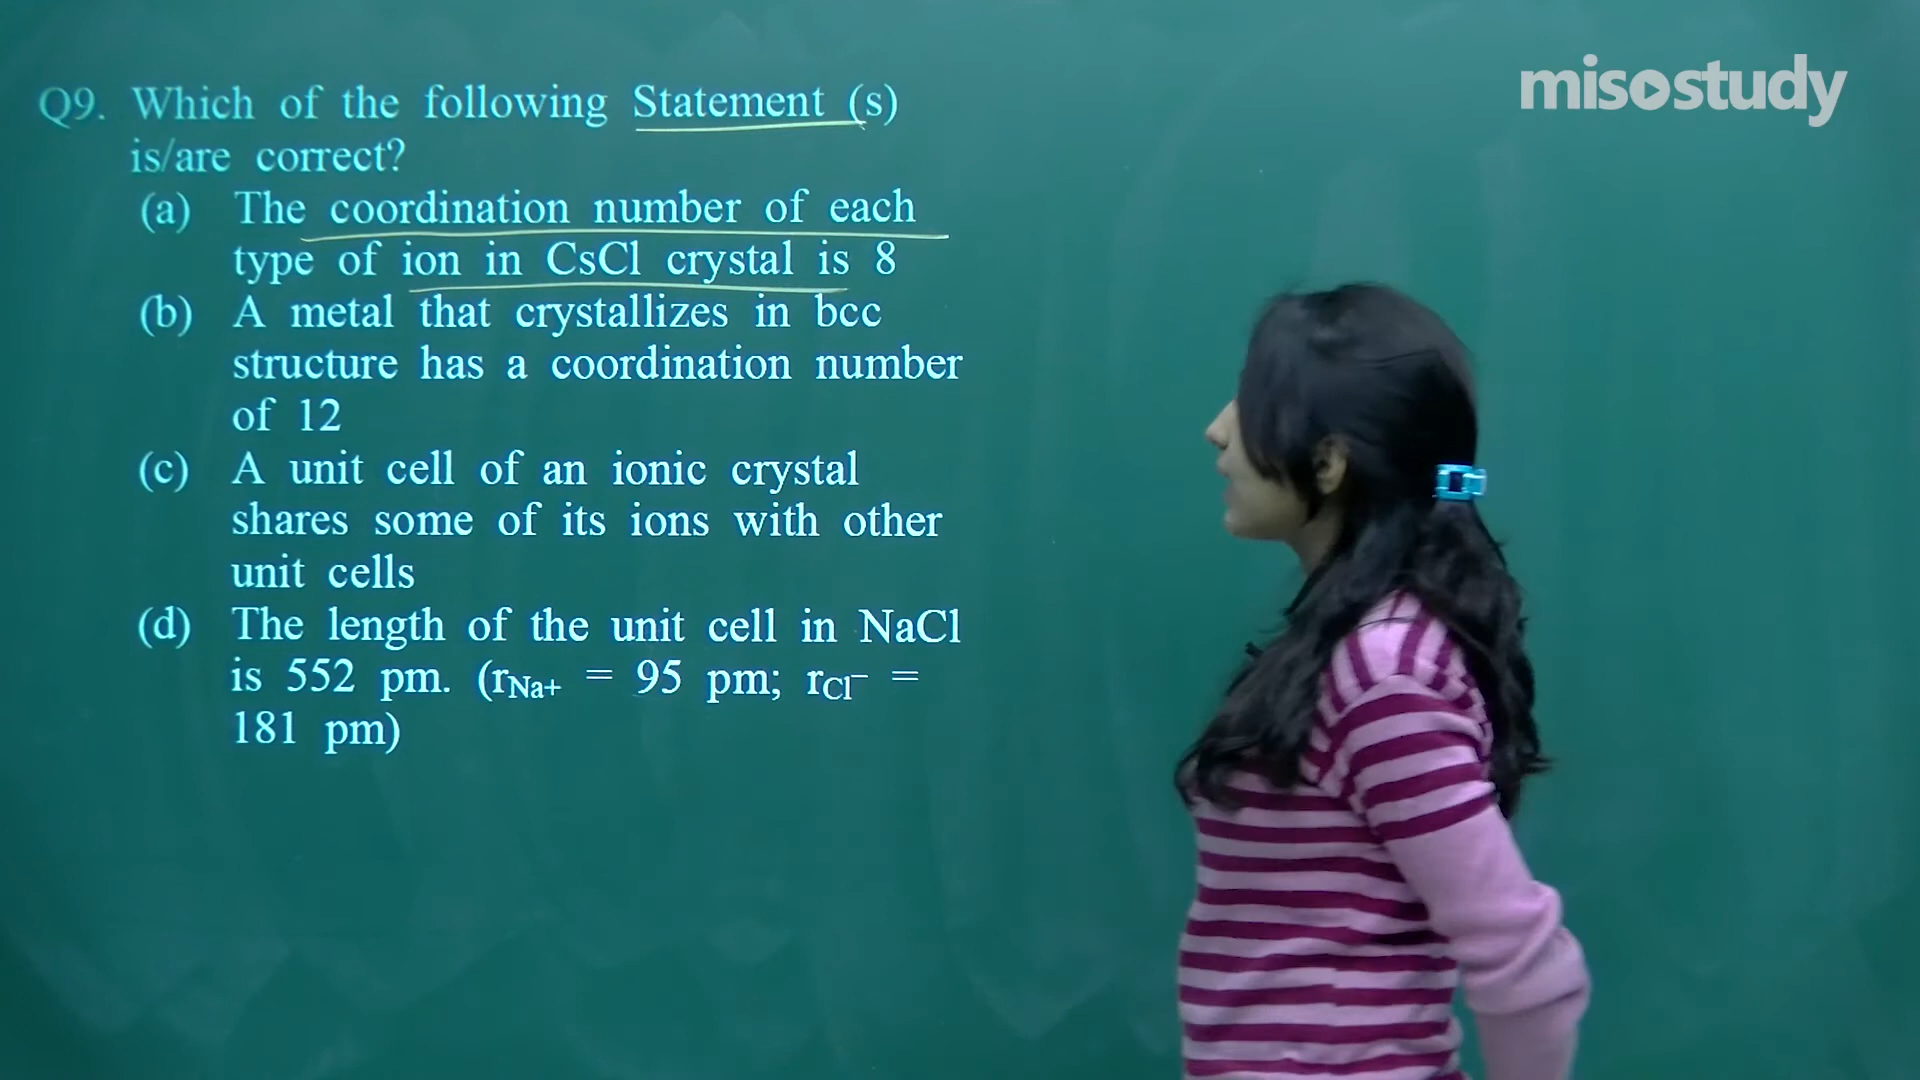 misostudy
Q9. Which of the following Statement (s)
is/are correct?
(a) The coordination number of each
type of ion in CsCl crystal is 8
(b) A metal that crystallizes in bcc
structure has a coordination number
of 12
(c) A unit cell of an ionic crystal
shares some of its ions with other
unit cells
(d) The length of the unit cell in NaCl
is 552 pm. (rNa+ = 95 pm; rCl− =
181 pm)